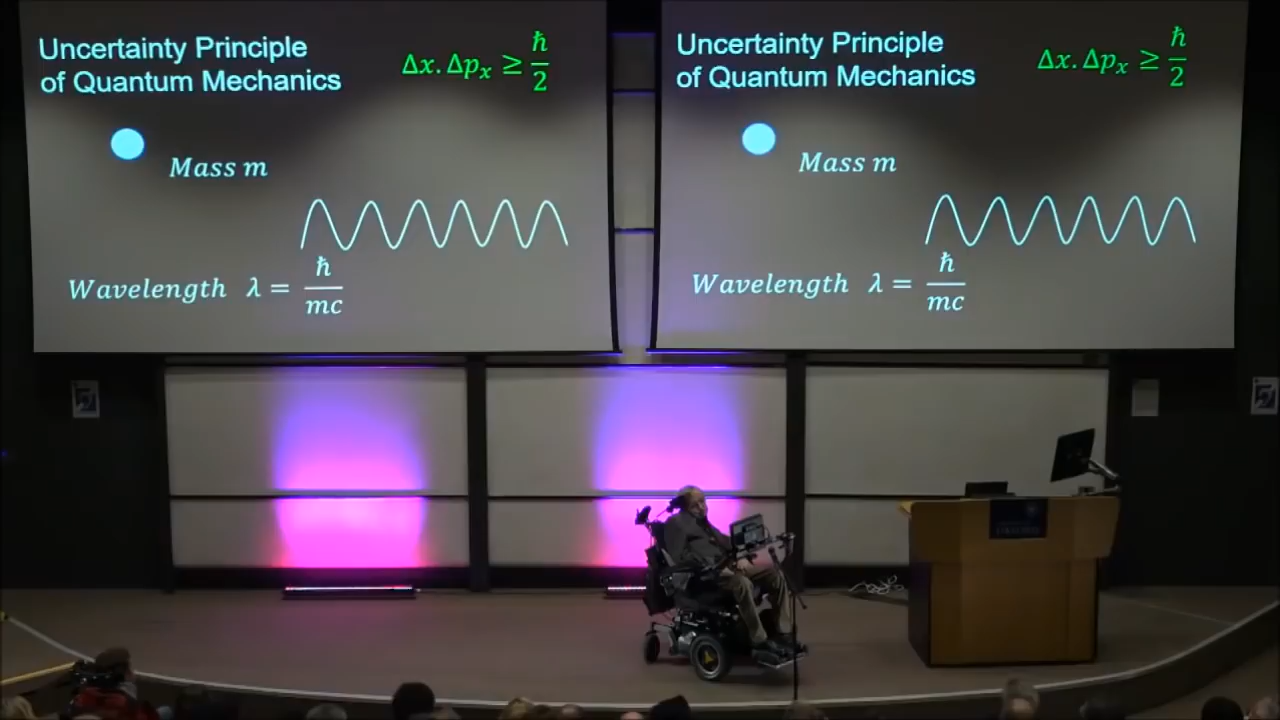 Uncertainty Principle
of Quantum Mechanics
Δx.Δpₓ ≥ ħ/2
Mass m
Wavelength λ = ħ/mc
Uncertainty Principle
of Quantum Mechanics
Δx.Δpₓ ≥ ħ/2
Mass m
Wavelength λ = ħ/mc